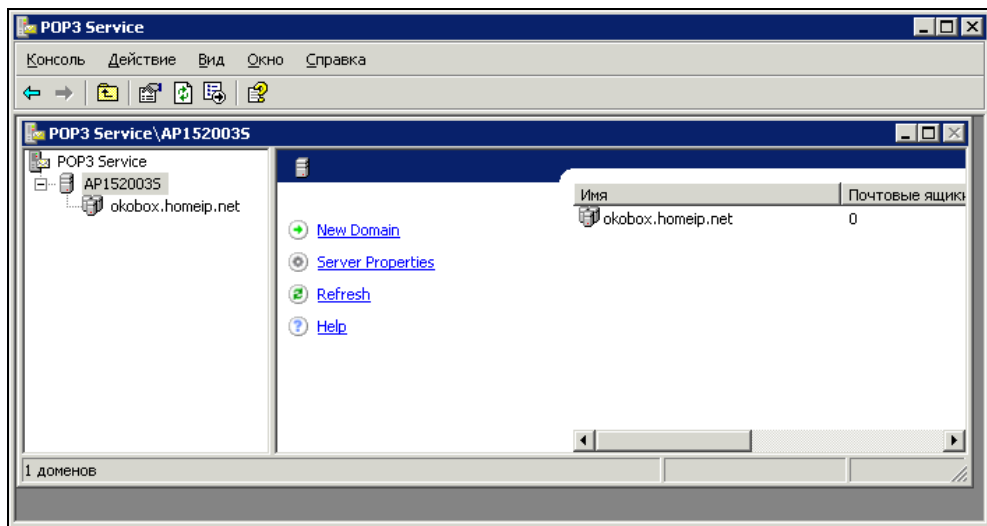 POP3 Service
Консоль Действие Вид Окно Справка
POP3 Service\AP152003S
POP3 Service
AP152003S
okobox.homeip.net
New Domain
Server Properties
Refresh
Help
Имя Почтовые ящики
okobox.homeip.net 0
1 доменов